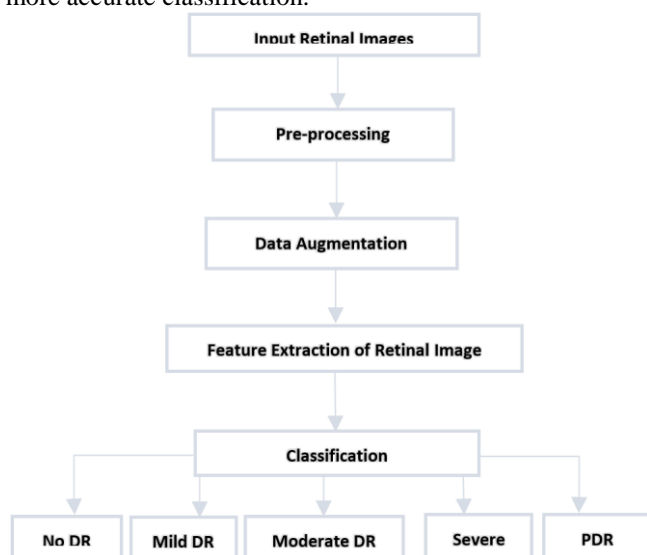 more accurate classification.
Input Retinal Images
Pre-processing
Data Augmentation
Feature Extraction of Retinal Image
Classification
No DR
Mild DR
Moderate DR
Severe
PDR